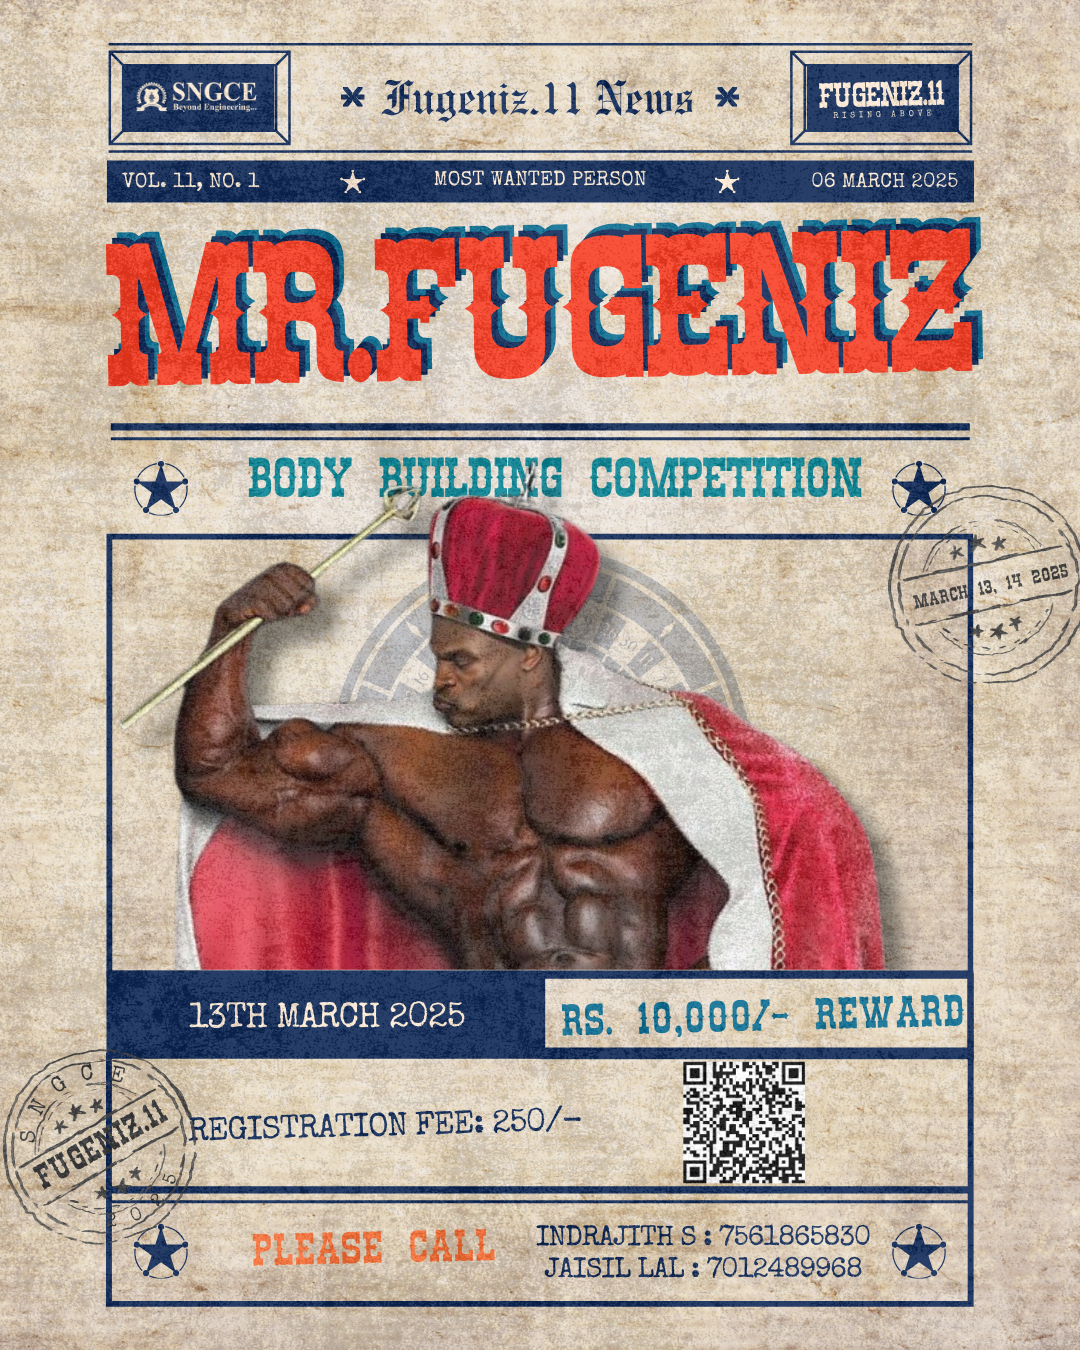 SNGCE
Beyond Engineering...
Fugeniz.11 News
FUGENIZ.11
RISING ABOVE
VOL. 11, NO. 1
MOST WANTED PERSON
06 MARCH 2025
MR.FUGENIZ
BODY BUILDING COMPETITION
MARCH 13, 14 2025
13TH MARCH 2025
RS. 10,000/- REWARD
SNGCE
FUGENIZ.11
2025
REGISTRATION FEE: 250/-
PLEASE CALL
INDRAJITH S : 7561865830
JAISIL LAL : 7012489968